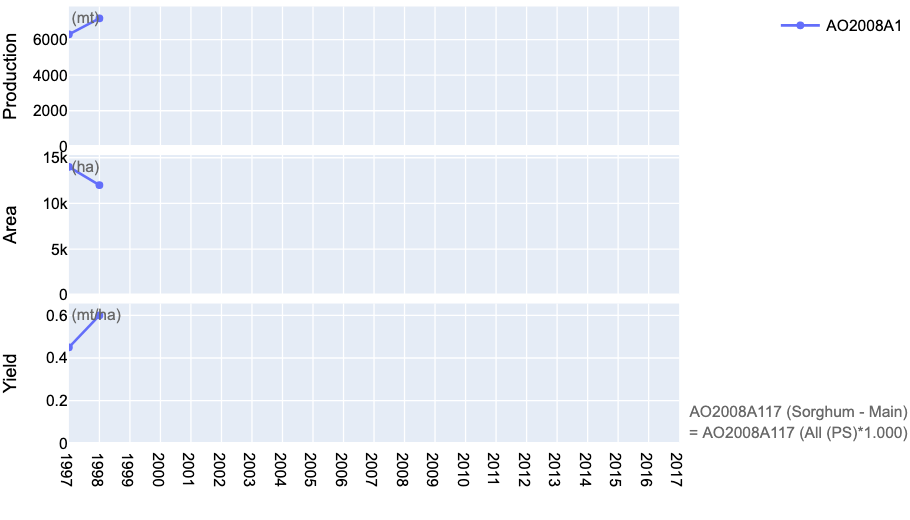 (mt)
6000
4000
2000
0
Production
AO2008A1
(ha)
15k
10k
5k
0
Area
(mt/ha)
0.6
0.4
0.2
0
Yield
AO2008A117 (Sorghum - Main)
= AO2008A117 (All (PS)*1.000)
1997 1998 1999 2000 2001 2002 2003 2004 2005 2006 2007 2008 2009 2010 2011 2012 2013 2014 2015 2016 2017